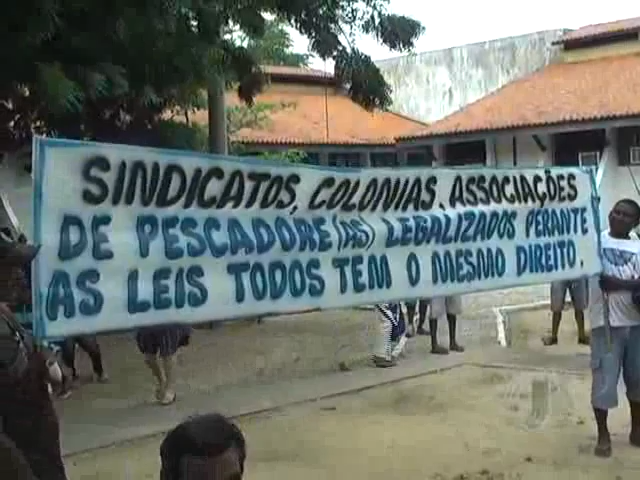 SINDICATOS, COLONIAS, ASSOCIAÇÕES
DE PESCADORE(AS) LEGALIZADOS PERANTE
AS LEIS TODOS TEM O MESMO DIREITO.